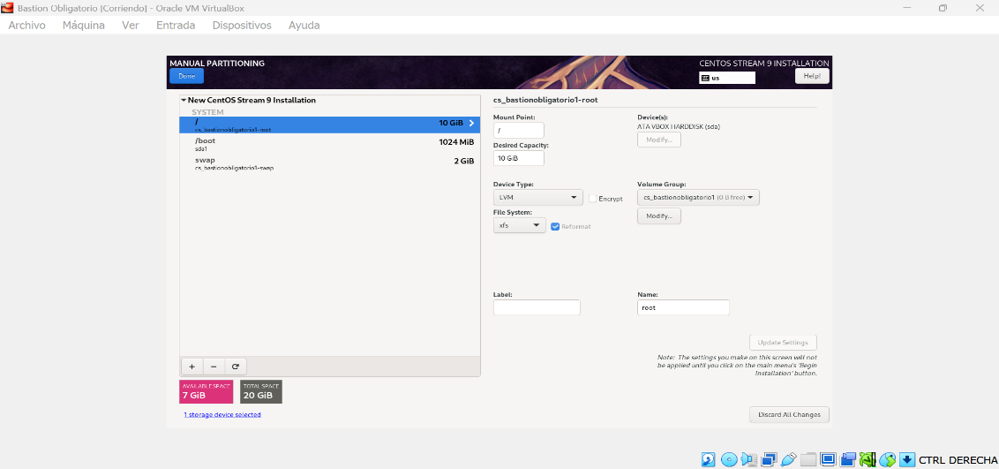 Bastion Obligatorio [Corriendo] - Oracle VM VirtualBox
Archivo Máquina Ver Entrada Dispositivos Ayuda
MANUAL PARTITIONING
CENTOS STREAM 9 INSTALLATION
Done
us
Help!
New CentOS Stream 9 Installation
SYSTEM
/ 10 GiB
cs_bastionobligatorio1-root
/boot 1024 MiB
sda1
swap 2 GiB
cs_bastionobligatorio1-swap
+ −
AVAILABLE SPACE
7 GiB
TOTAL SPACE
20 GiB
1 storage device selected
cs_bastionobligatorio1-root
Mount Point:
/
Device(s):
ATA VBOX HARDDISK (sda)
Modify...
Desired Capacity:
10 GiB
Device Type:
LVM
Encrypt
Volume Group:
cs_bastionobligatorio1 (0 B free)
Modify...
File System:
xfs
Reformat
Label:
Name:
root
Update Settings
Note: The settings you make on this screen will not
be applied until you click on the main menu's 'Begin
Installation' button.
Discard All Changes
CTRL DERECHA